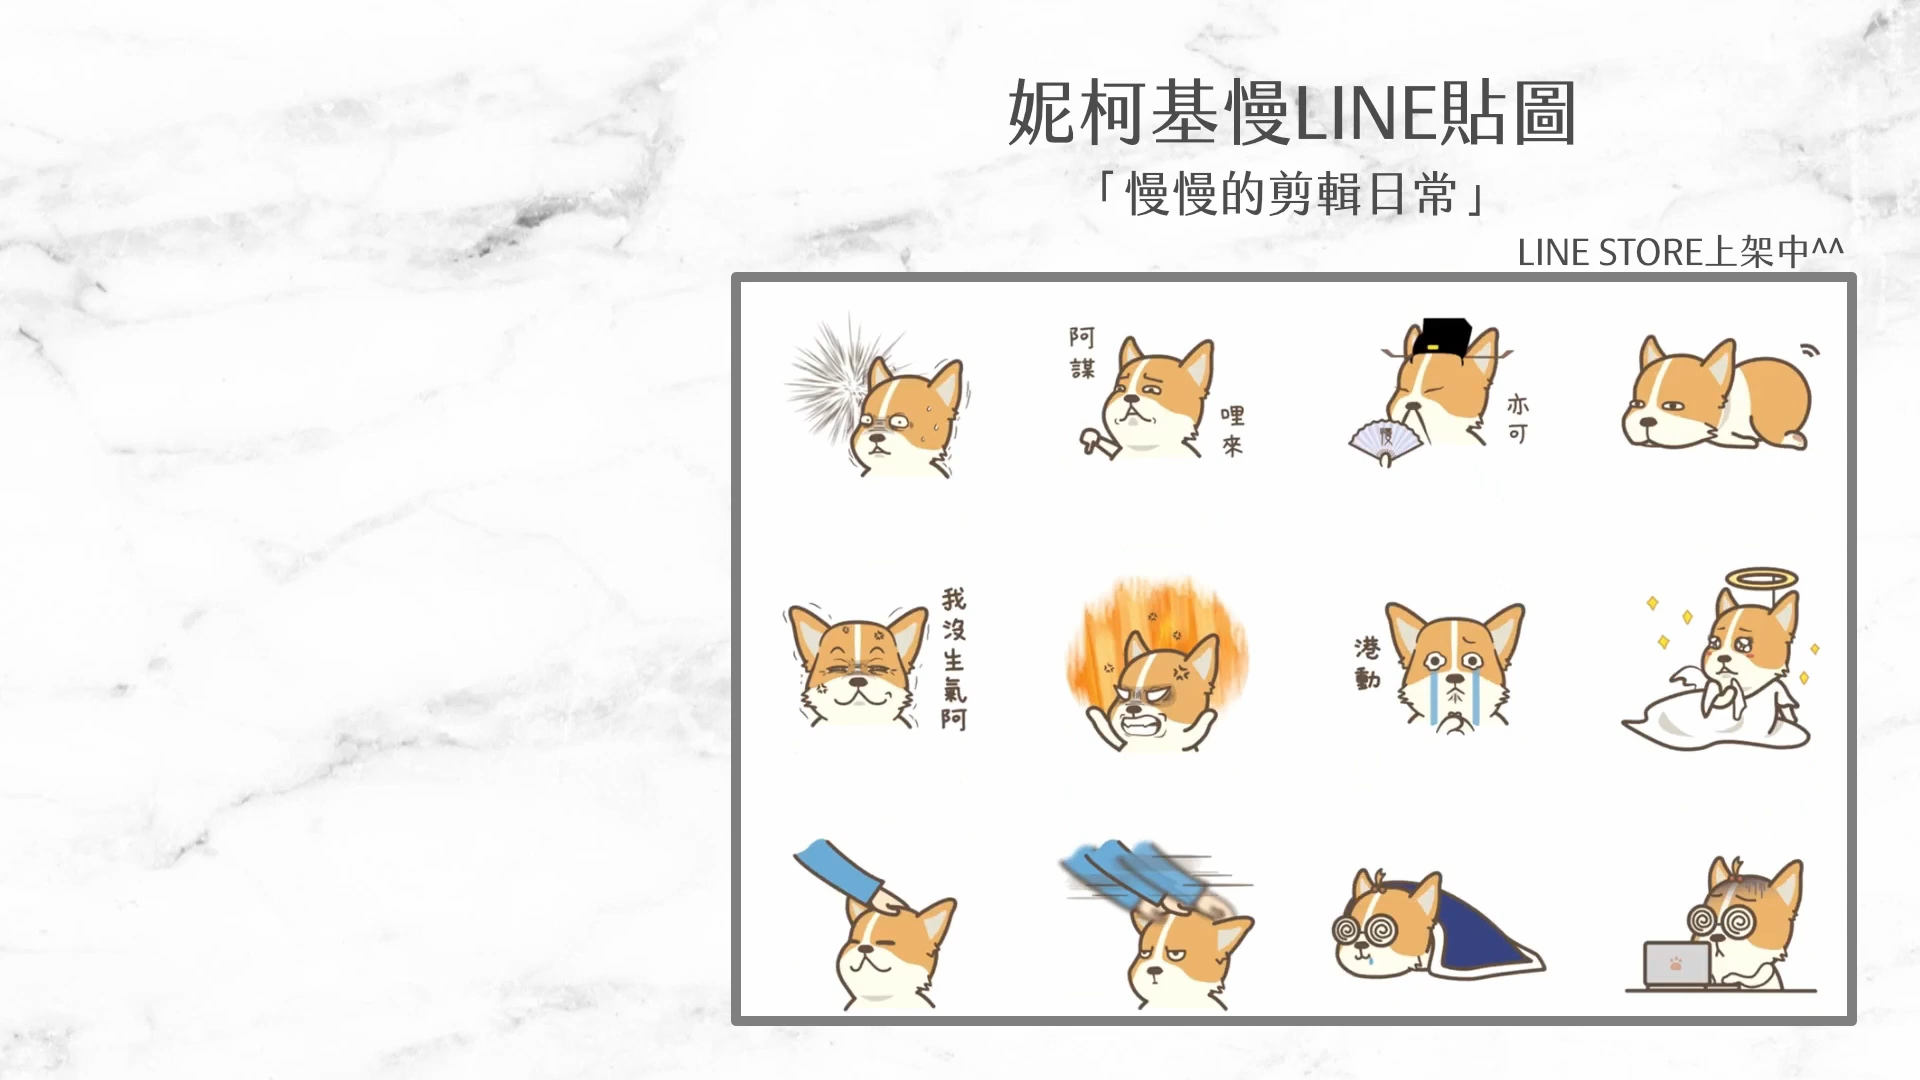 妮柯基慢LINE貼圖
「慢慢的剪輯日常」
LINE STORE上架中^^
阿謀
哩來
慢
亦可
我沒生氣阿
港動